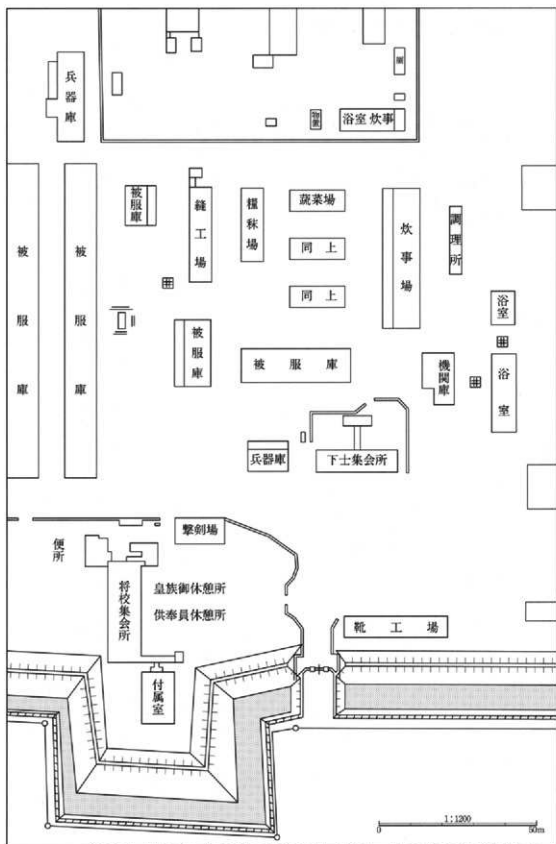 兵器庫
厠
物置
浴室 炊事
被服庫
被服庫
被服庫
縫工場
糧秣場
蔬菜場
同上
同上
炊事場
調理所
浴室
被服庫
被服庫
機関庫
浴室
兵器庫
下士集会所
撃剣場
便所
将校集会所
皇族御休憩所
供奉員休憩所
靴工場
付属室
1:1200
0
50m